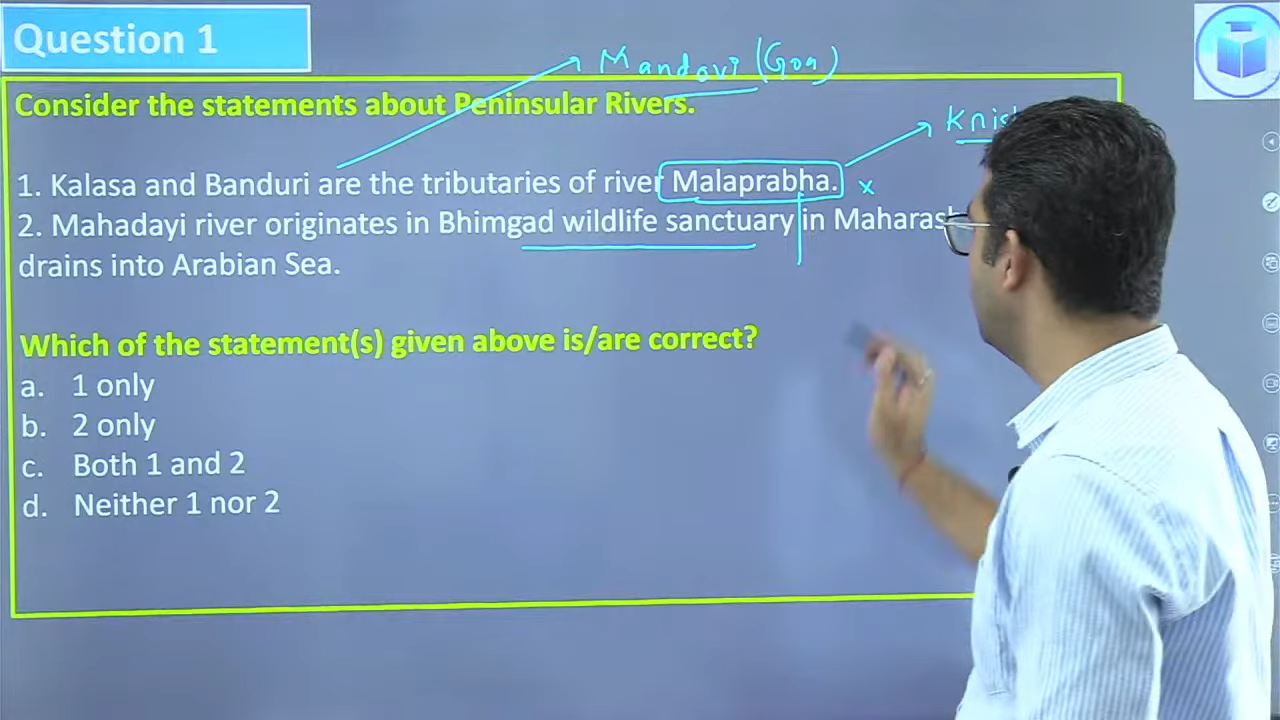 Question 1
Mandovi (Goa)
Consider the statements about Peninsular Rivers.
1. Kalasa and Banduri are the tributaries of river Malaprabha. x
2. Mahadayi river originates in Bhimgad wildlife sanctuary in
drains into Arabian Sea.
Which of the statement(s) given above is/are correct?
a. 1 only
b. 2 only
c. Both 1 and 2
d. Neither 1 nor 2